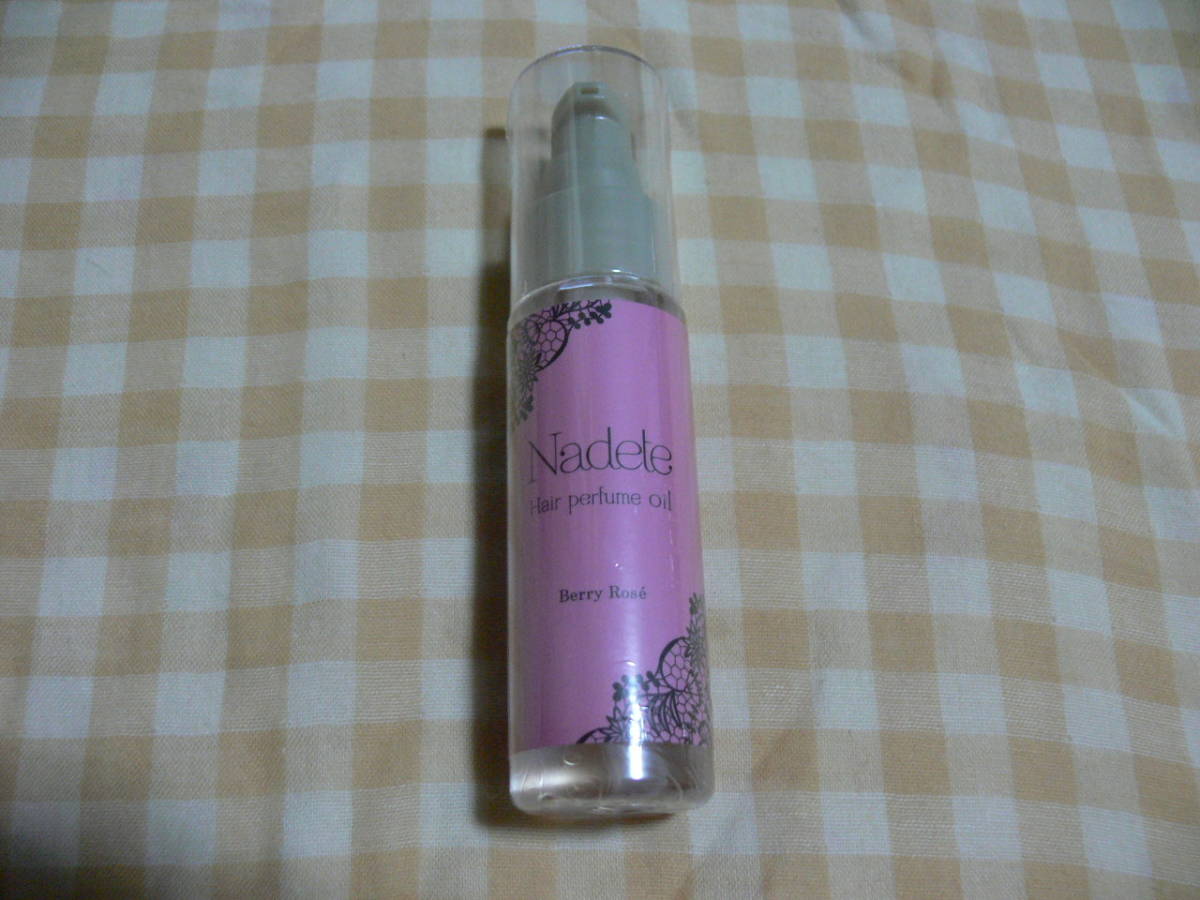 Nadete
Hair perfume oil
Berry Rosé